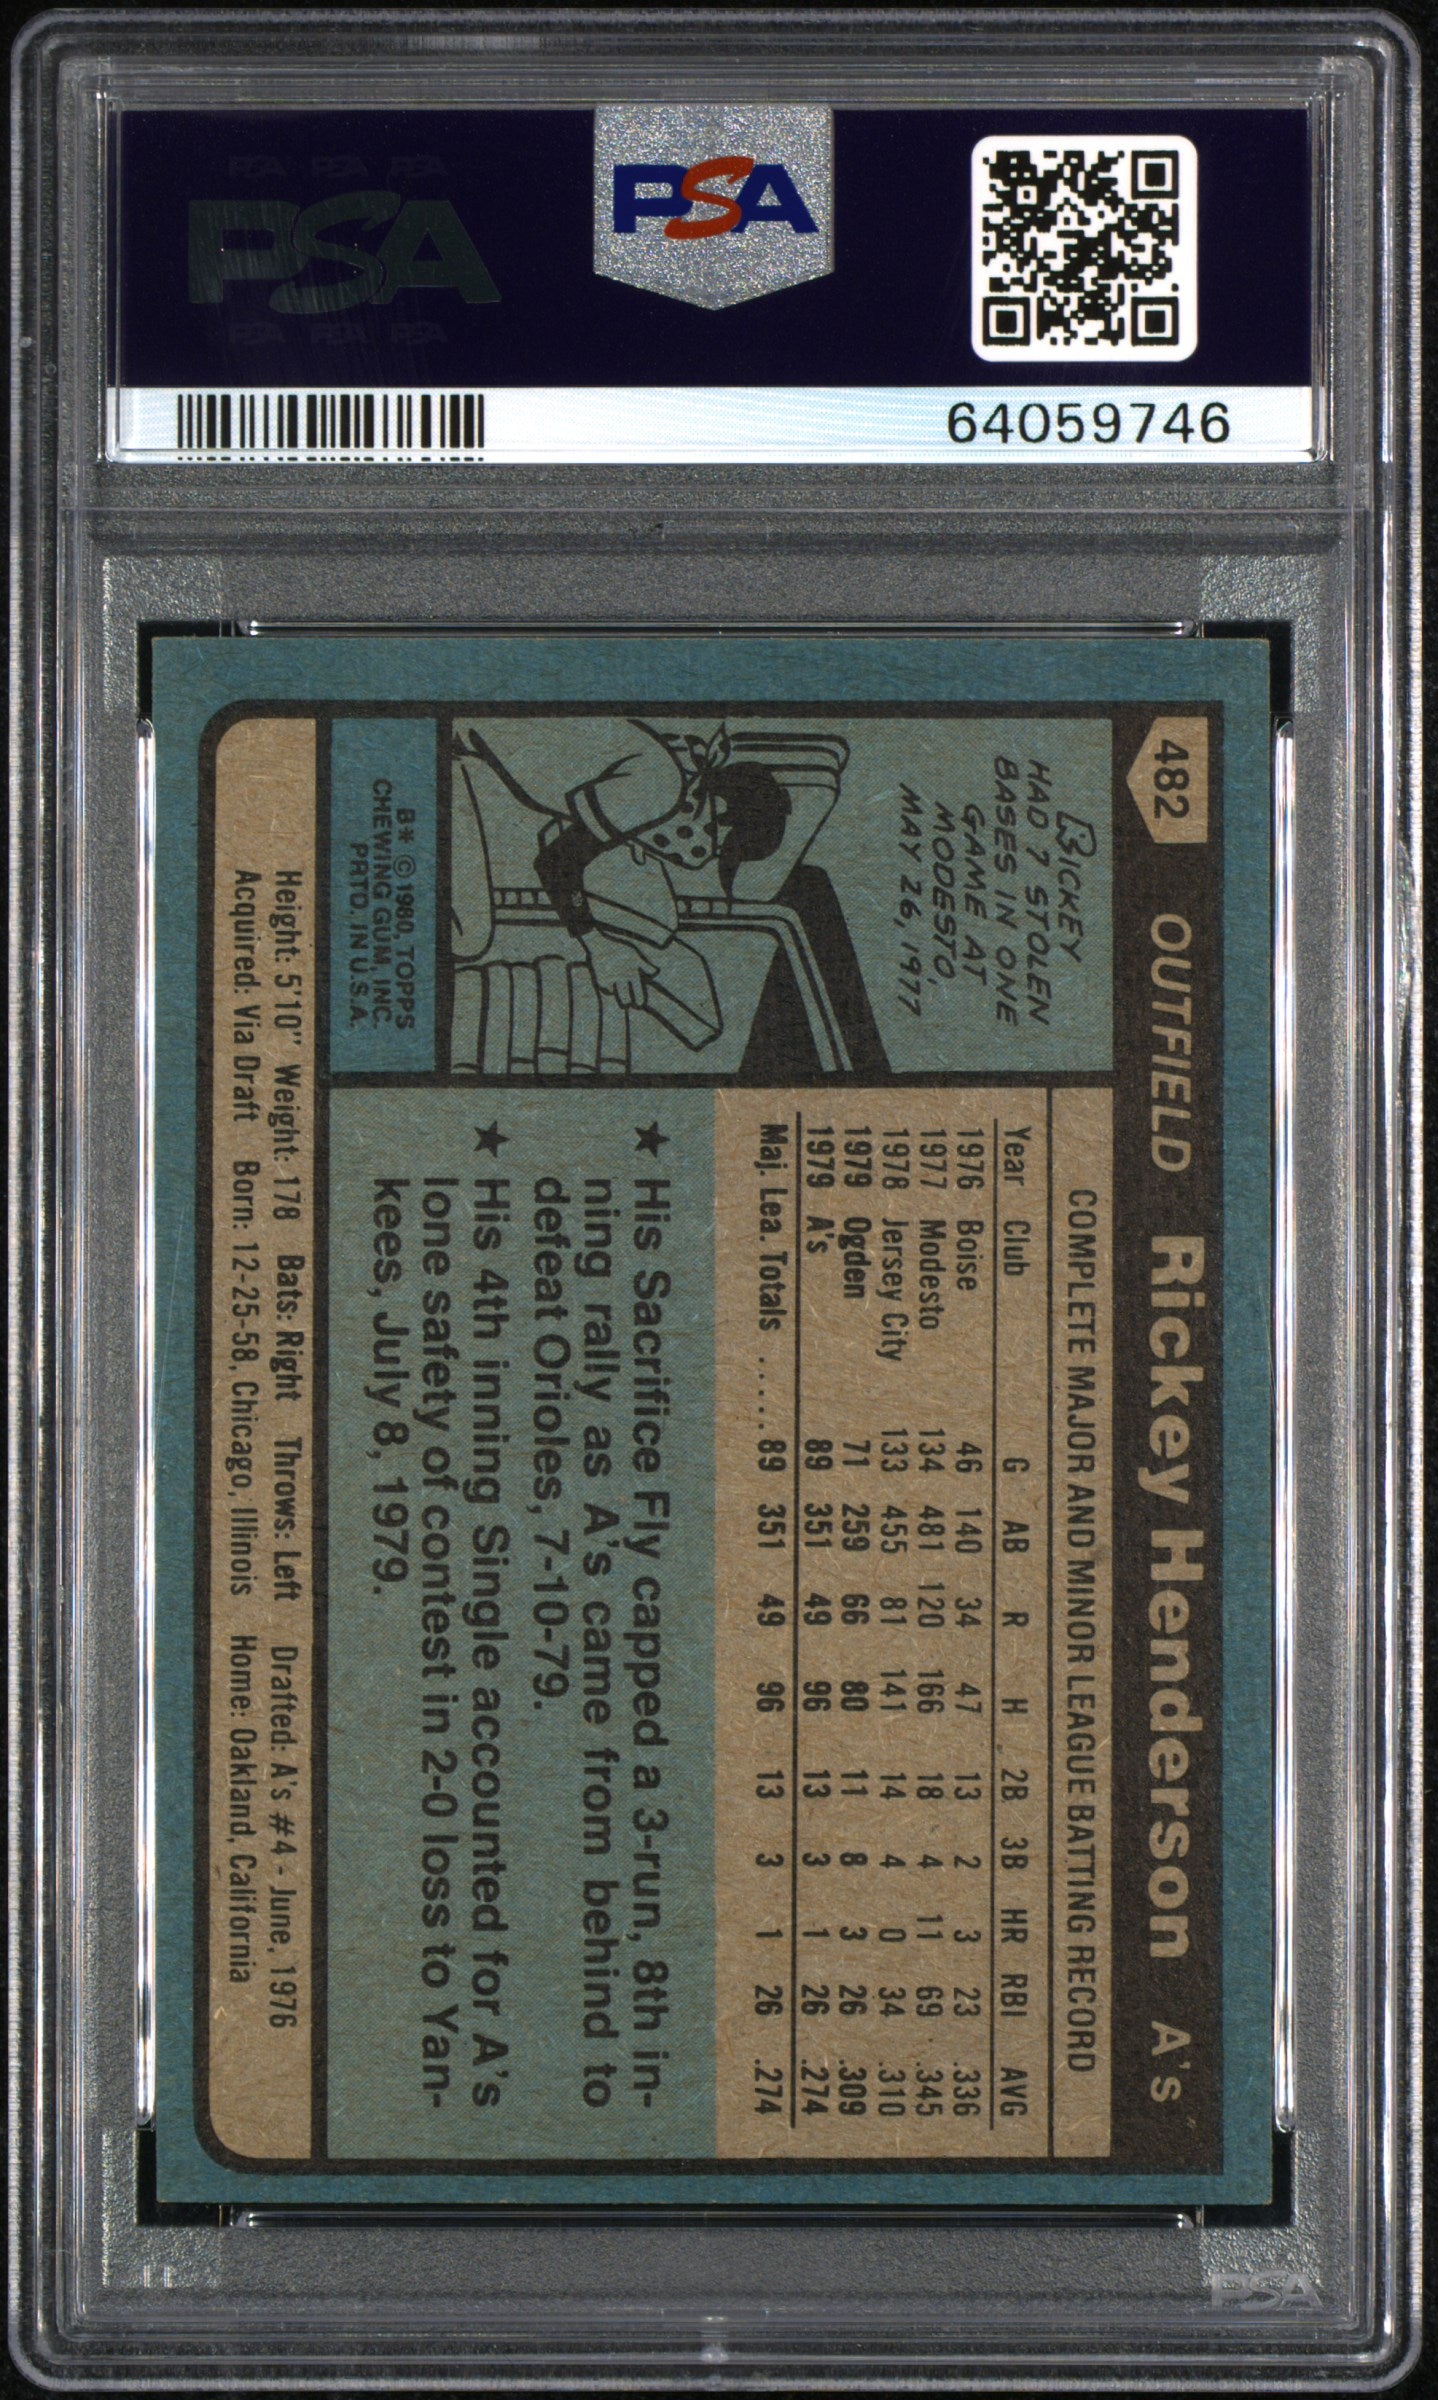 PSA PSA PSA
PSA
PSA PSA PSA
PSA
64059746
482 OUTFIELD Rickey Henderson A's
RICKEY
HAD 7 STOLEN
BASES IN ONE
GAME AT
MODESTO,
MAY 26, 1977
B* © 1980, TOPPS
CHEWING GUM, INC.
PRTD. IN U.S.A.
COMPLETE MAJOR AND MINOR LEAGUE BATTING RECORD
Year Club G AB R H 2B 3B HR RBI AVG
1976 Boise 46 140 34 47 13 2 3 23 .336
1977 Modesto 134 481 120 166 18 4 11 69 .345
1978 Jersey City 133 455 81 141 14 4 0 34 .310
1979 Ogden 71 259 66 80 11 8 3 26 .309
1979 A's 89 351 49 96 13 3 1 26 .274
Maj. Lea. Totals ..... 89 351 49 96 13 3 1 26 .274
★ His Sacrifice Fly capped a 3-run, 8th in-
ning rally as A's came from behind to
defeat Orioles, 7-10-79.
★ His 4th inning Single accounted for A's
lone safety of contest in 2-0 loss to Yan-
kees, July 8, 1979.
Height: 5'10" Weight: 178 Bats: Right Throws: Left Drafted: A's #4 - June, 1976
Acquired: Via Draft Born: 12-25-58, Chicago, Illinois Home: Oakland, California
PSA